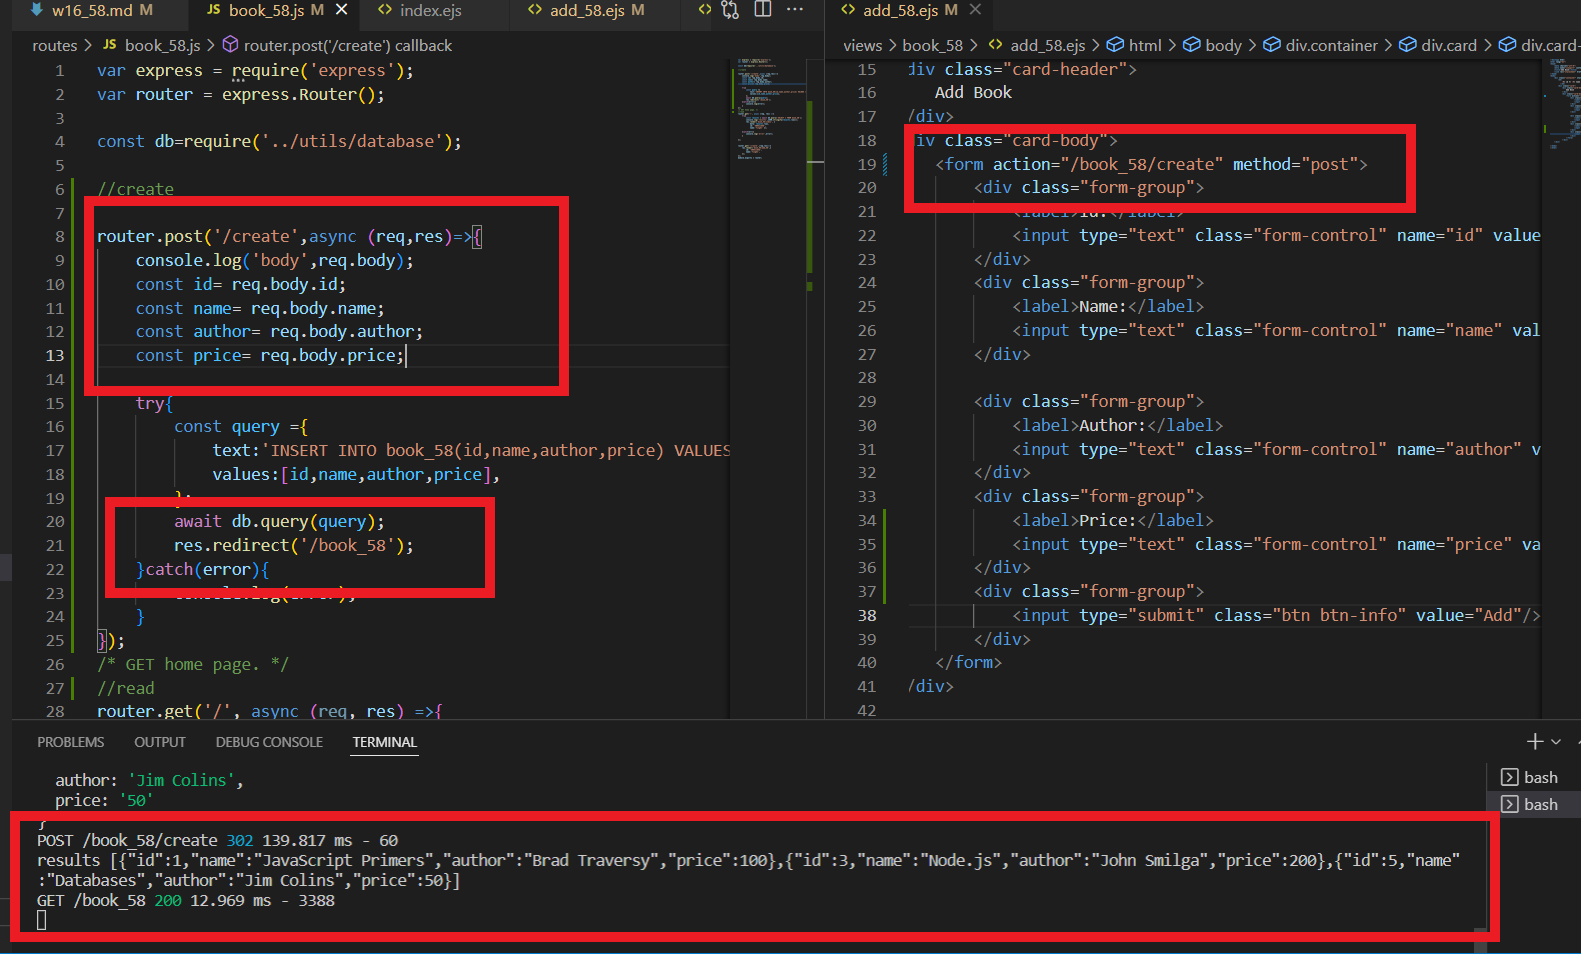 w16_58.md M
JS book_58.js M
index.ejs
add_58.ejs M
routes > JS book_58.js > router.post('/create') callback
1 var express = require('express');
2 var router = express.Router();
3
4 const db=require('../utils/database');
5
6 //create
7
8 router.post('/create',async (req,res)=>{
9 console.log('body',req.body);
10 const id= req.body.id;
11 const name= req.body.name;
12 const author= req.body.author;
13 const price= req.body.price;
14
15 try{
16 const query ={
17 text:'INSERT INTO book_58(id,name,author,price) VALUES
18 values:[id,name,author,price],
19 };
20 await db.query(query);
21 res.redirect('/book_58');
22 }catch(error){
23 console.log(error);
24 }
25 });
26 /* GET home page. */
27 //read
28 router.get('/', async (req, res) =>{
add_58.ejs M
views > book_58 > add_58.ejs > html > body > div.container > div.card > div.card-
15 div class="card-header">
16 Add Book
17 /div>
18 div class="card-body">
19 <form action="/book_58/create" method="post">
20 <div class="form-group">
21 <label>id:</label>
22 <input type="text" class="form-control" name="id" value
23 </div>
24 <div class="form-group">
25 <label>Name:</label>
26 <input type="text" class="form-control" name="name" val
27 </div>
28
29 <div class="form-group">
30 <label>Author:</label>
31 <input type="text" class="form-control" name="author" v
32 </div>
33 <div class="form-group">
34 <label>Price:</label>
35 <input type="text" class="form-control" name="price" va
36 </div>
37 <div class="form-group">
38 <input type="submit" class="btn btn-info" value="Add"/>
39 </div>
40 </form>
41 /div>
42
PROBLEMS OUTPUT DEBUG CONSOLE TERMINAL
author: 'Jim Colins',
price: '50'
}
POST /book_58/create 302 139.817 ms - 60
results [{"id":1,"name":"JavaScript Primers","author":"Brad Traversy","price":100},{"id":3,"name":"Node.js","author":"John Smilga","price":200},{"id":5,"name"
:"Databases","author":"Jim Colins","price":50}]
GET /book_58 200 12.969 ms - 3388
bash
bash